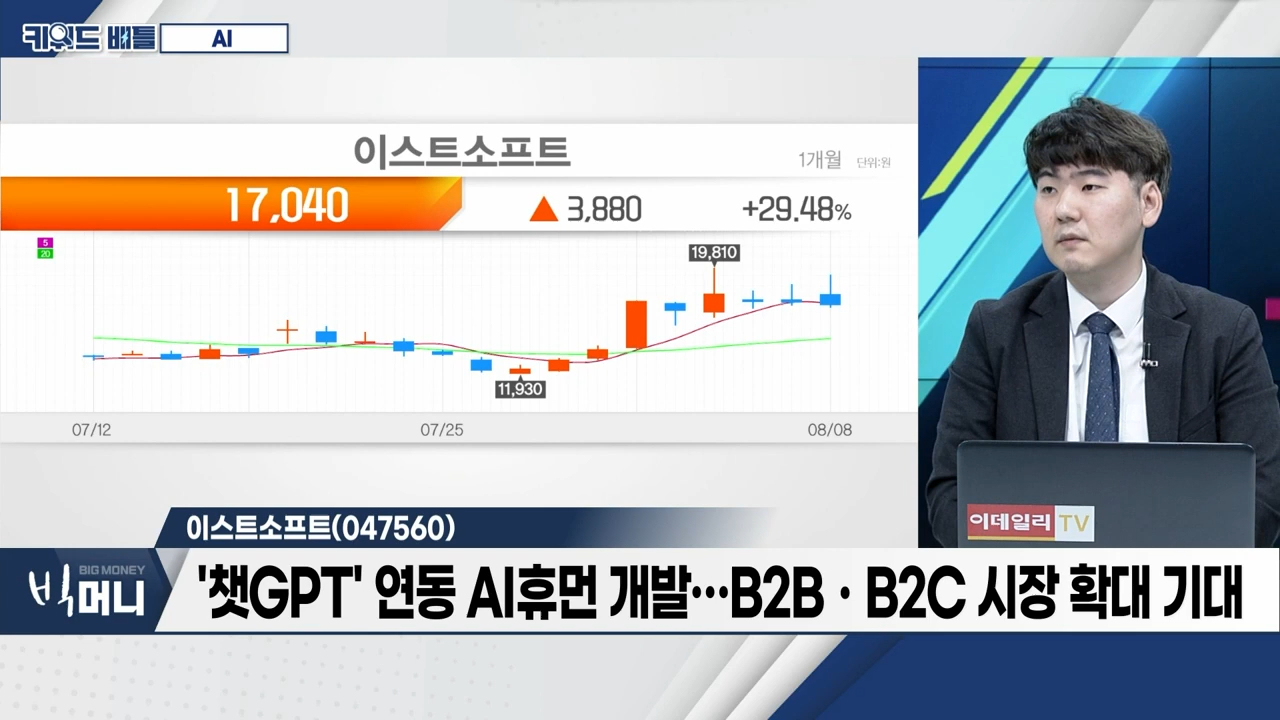 키워드 배틀
AI
이스트소프트
1개월 단위:원
17,040 ▲ 3,880 +29.48%
5
20
19,810
11,930
07/12 07/25 08/08
이데일리TV
이스트소프트(047560)
빅머니 BIG MONEY
'챗GPT' 연동 AI휴먼 개발…B2B·B2C 시장 확대 기대